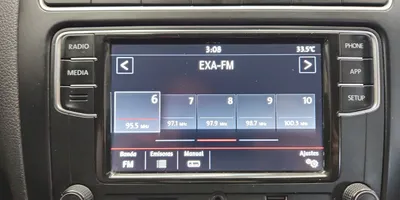 RADIO
MEDIA
PHONE
APP
SETUP
3:08 33.5°C
EXA-FM
6 7 8 9 10
95.5 MHz 97.1 MHz 97.9 MHz 98.7 MHz 100.3 MHz
Banda Emisoras Manual Ajustes
FM